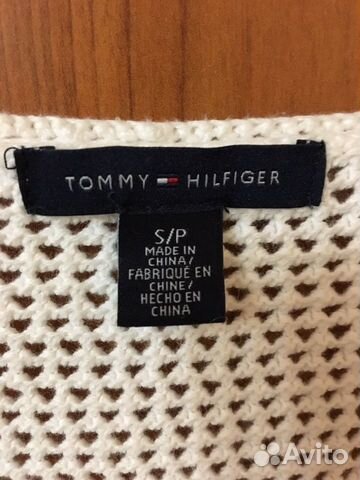 TOMMY HILFIGER
S/P
MADE IN
CHINA/
FABRIQUÉ EN
CHINE/
HECHO EN
CHINA
Avito